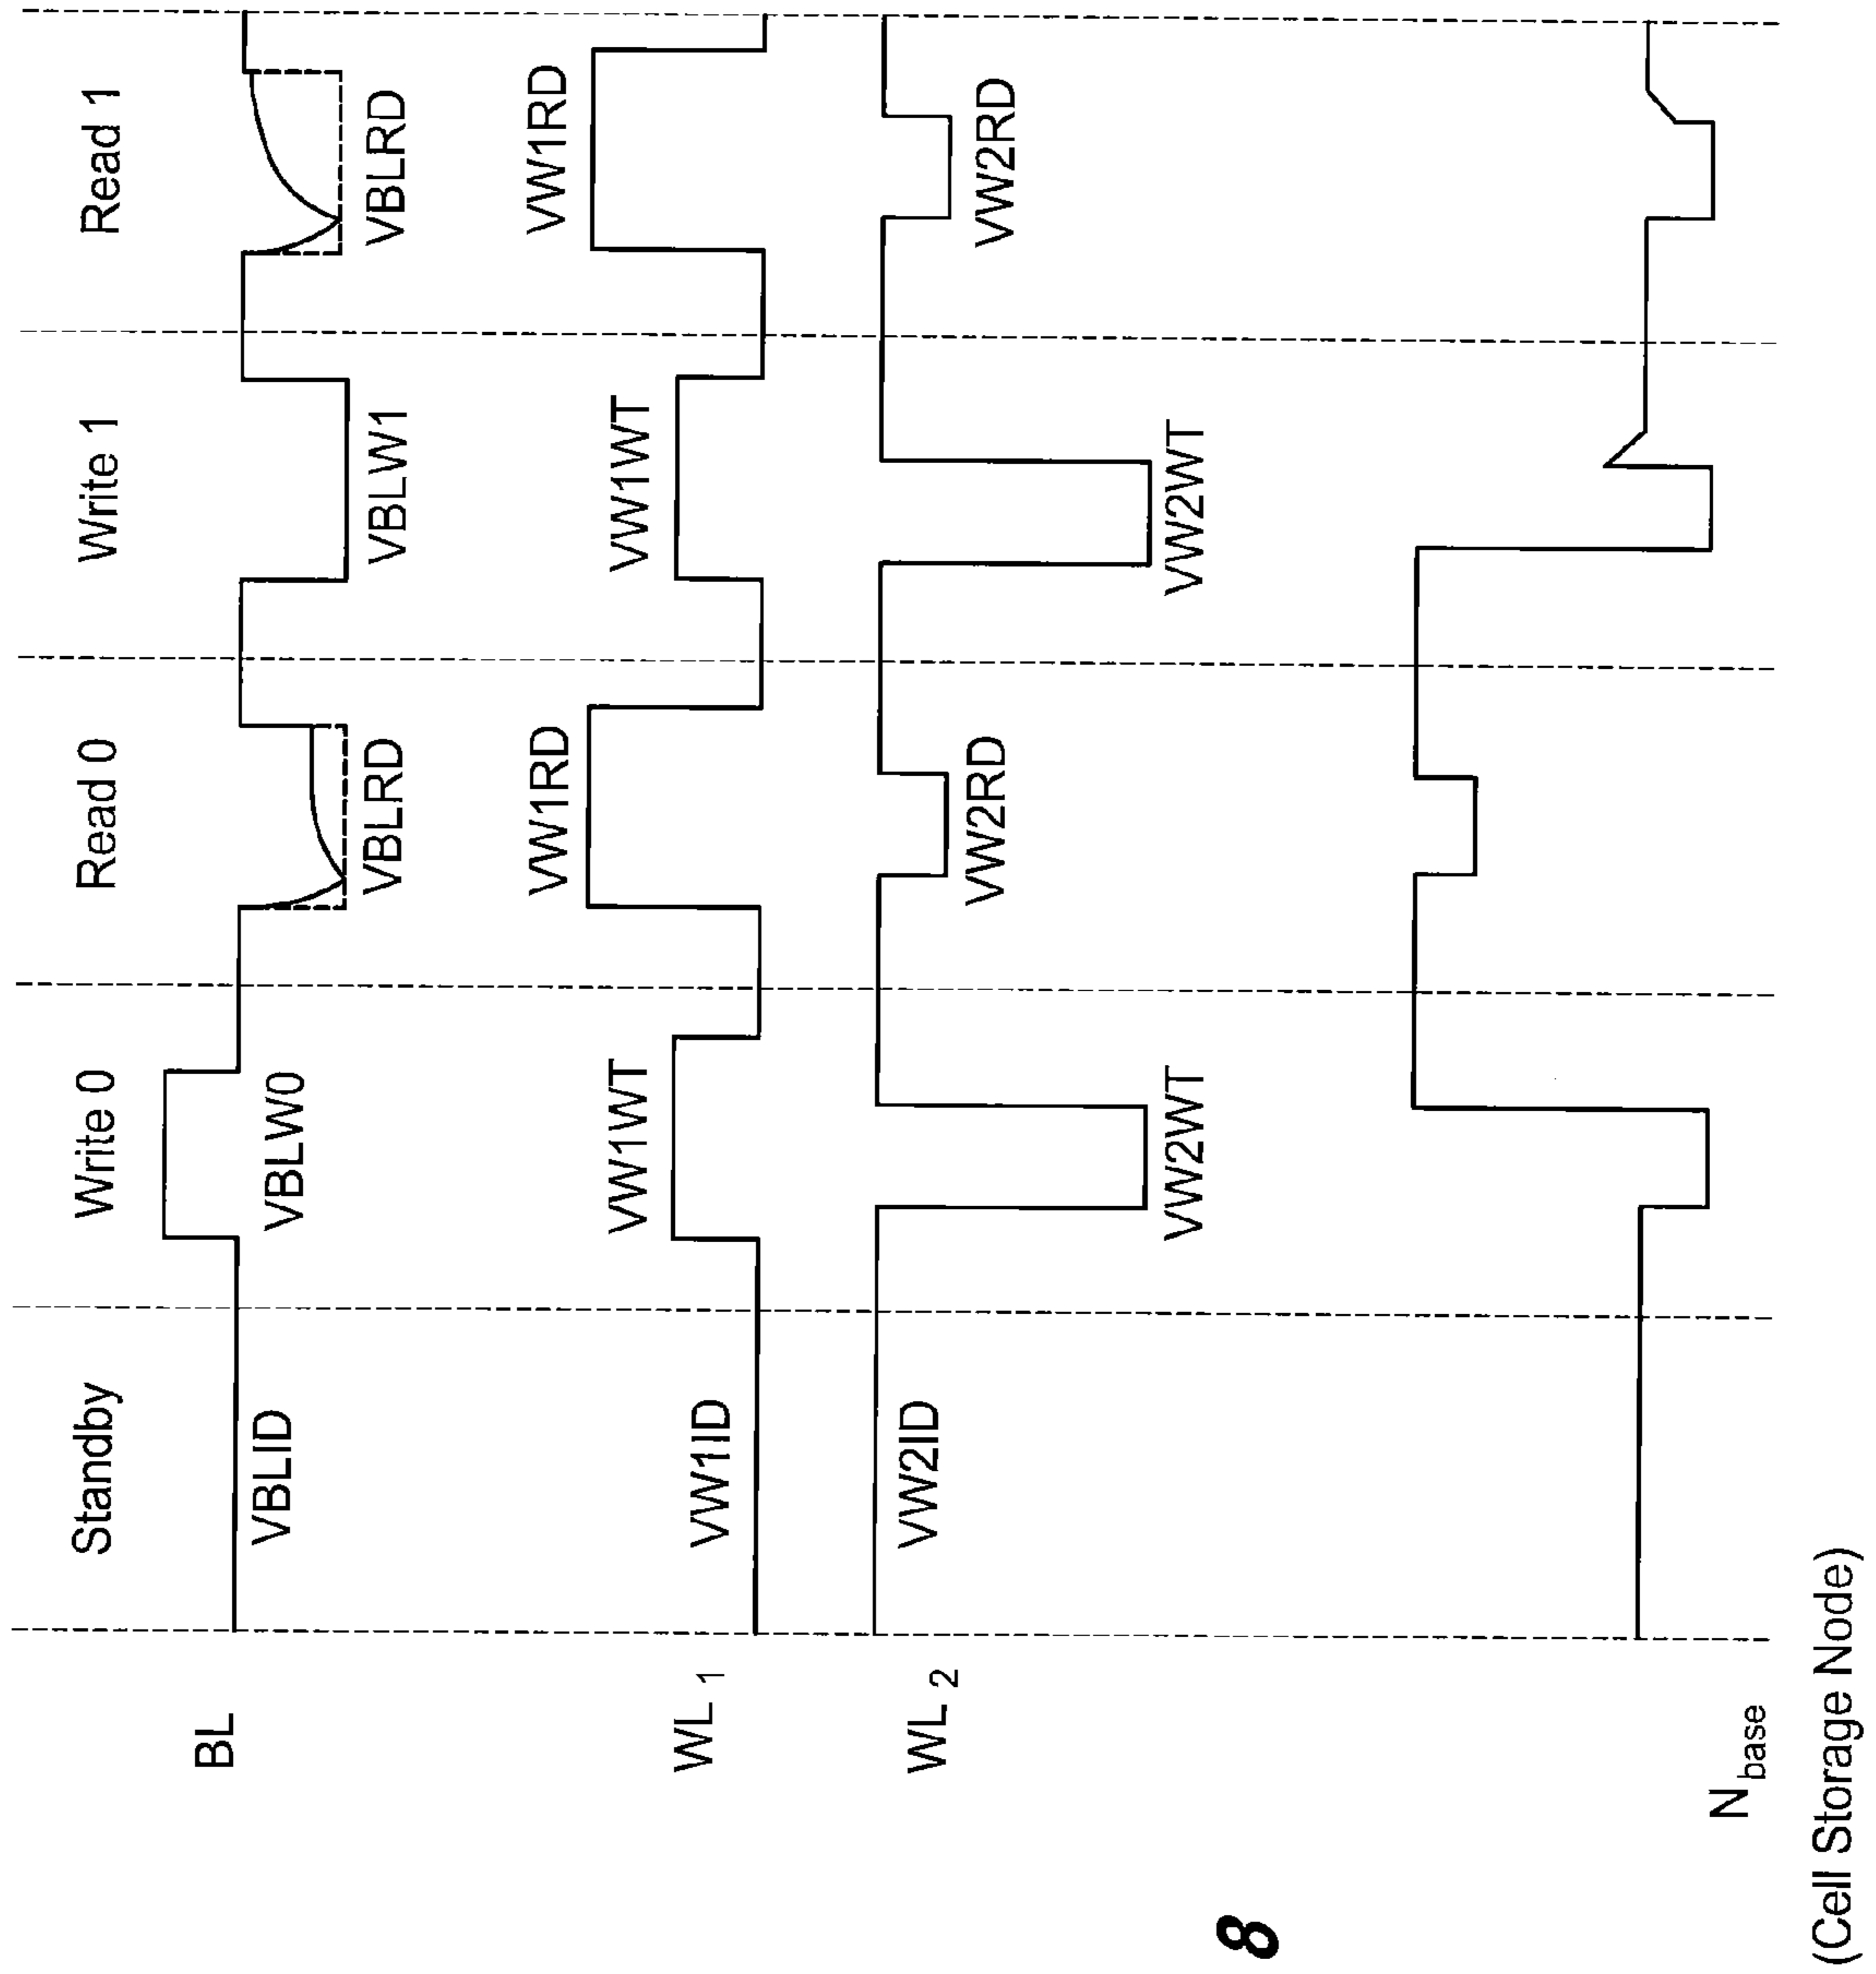 Standby Write 0 Read 0 Write 1 Read 1
BL VBLID VBLW0 VBLRD VBLW1 VBLRD
WL 1 VW1ID VW1WT VW1RD VW1WT VW1RD
WL 2 VW2ID VW2WT VW2RD VW2WT VW2RD
8
N base
(Cell Storage Node)